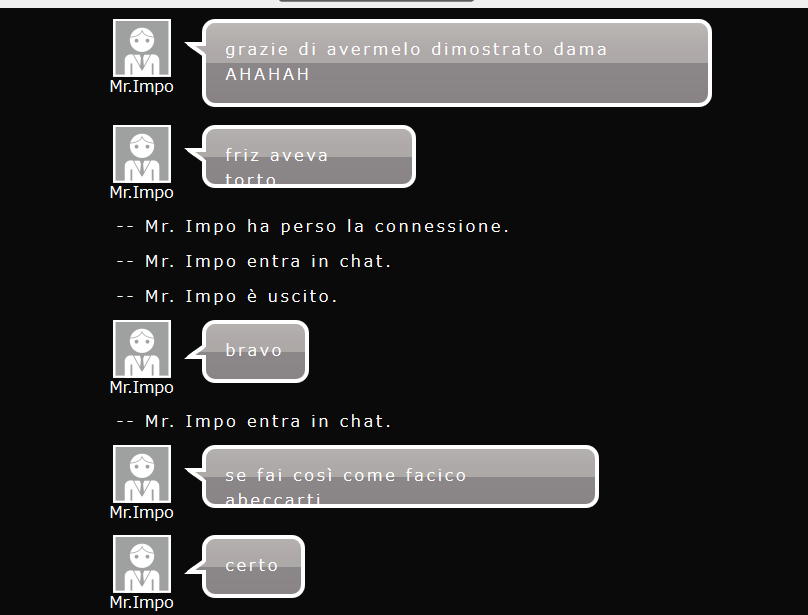 grazie di avermelo dimostrato dama
AHAHAH
Mr.Impo
friz aveva
torto
Mr.Impo
-- Mr. Impo ha perso la connessione.
-- Mr. Impo entra in chat.
-- Mr. Impo è uscito.
bravo
Mr.Impo
-- Mr. Impo entra in chat.
se fai così come facico
abeccarti
Mr.Impo
certo
Mr.Impo